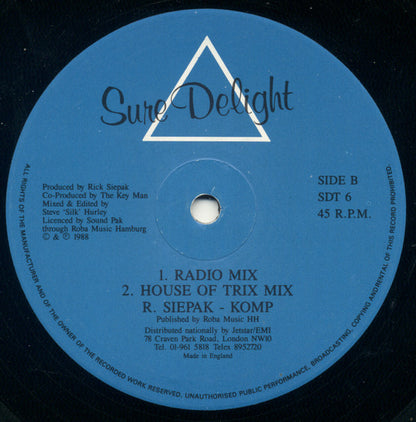 Sure Delight
Produced by Rick Siepak
Co-Produced by The Key Man
Mixed & Edited by
Steve 'Silk' Hurley
Licenced by Sound Pak
through Roba Music Hamburg
© & ℗ 1988
SIDE B
SDT 6
45 R.P.M.
1. RADIO MIX
2. HOUSE OF TRIX MIX
R. SIEPAK - KOMP
Published by Roba Music HH
Distributed nationally by Jetstar/EMI
78 Craven Park Road, London NW10
Tel: 01-961 5818 Telex 8952720
Made in England
ALL RIGHTS OF THE MANUFACTURER AND OF THE OWNER OF THE RECORDED WORK RESERVED. UNAUTHORISED PUBLIC PERFORMANCE, BROADCASTING, COPYING AND RENTAL OF THIS RECORD PROHIBITED.